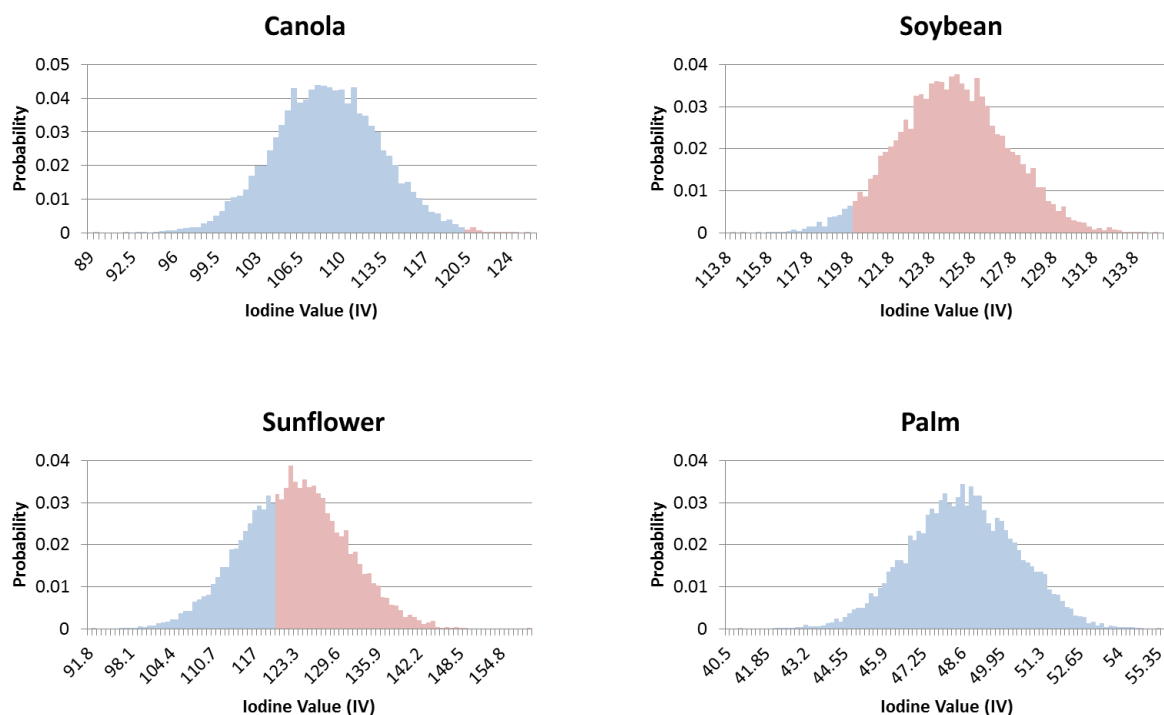 Canola
0.05
0.04
0.03
0.02
0.01
0
Probability
89 92.5 96 99.5 103 106.5 110 113.5 117 120.5 124
Iodine Value (IV)
Soybean
0.04
0.03
0.02
0.01
0
Probability
113.8 115.8 117.8 119.8 121.8 123.8 125.8 127.8 129.8 131.8 133.8
Iodine Value (IV)
Sunflower
0.04
0.03
0.02
0.01
0
Probability
91.8 98.1 104.4 110.7 117 123.3 129.6 135.9 142.2 148.5 154.8
Iodine Value (IV)
Palm
0.04
0.03
0.02
0.01
0
Probability
40.5 41.85 43.2 44.55 45.9 47.25 48.6 49.95 51.3 52.65 54 55.35
Iodine Value (IV)